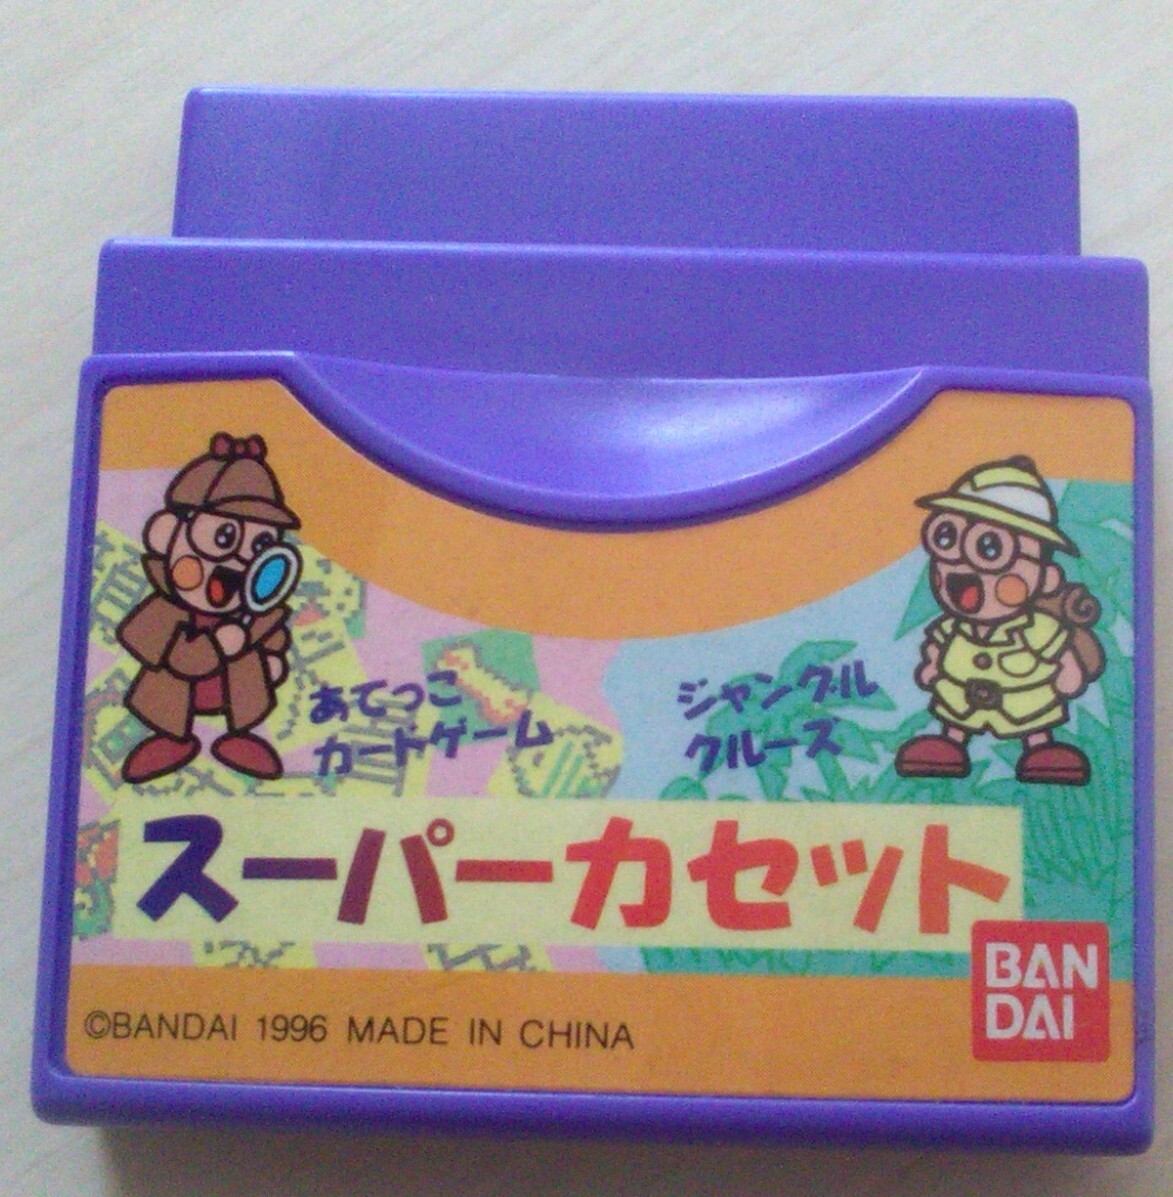 あてっこ
カードゲーム
ジャングル
クルーズ
スーパーカセット
BAN
DAI
©BANDAI 1996 MADE IN CHINA